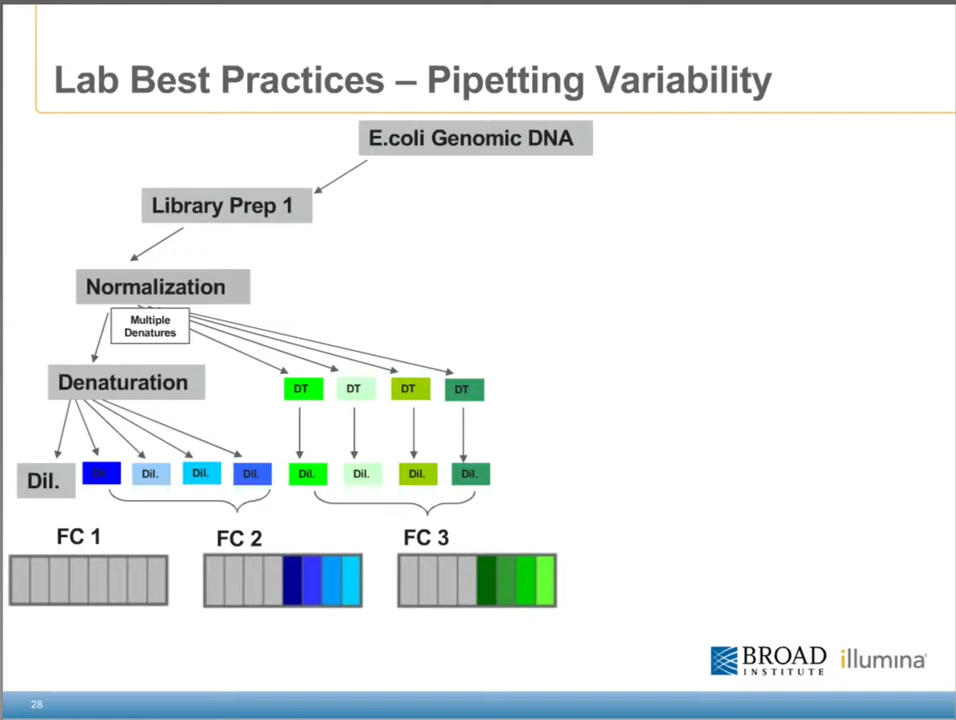 Lab Best Practices – Pipetting Variability
E.coli Genomic DNA
Library Prep 1
Normalization
Multiple
Denatures
Denaturation
DT
DT
DT
DT
Dil.
Dil.
Dil.
Dil.
Dil.
Dil.
Dil.
Dil.
Dil.
FC 1
FC 2
FC 3
BROAD
INSTITUTE
illumina
28